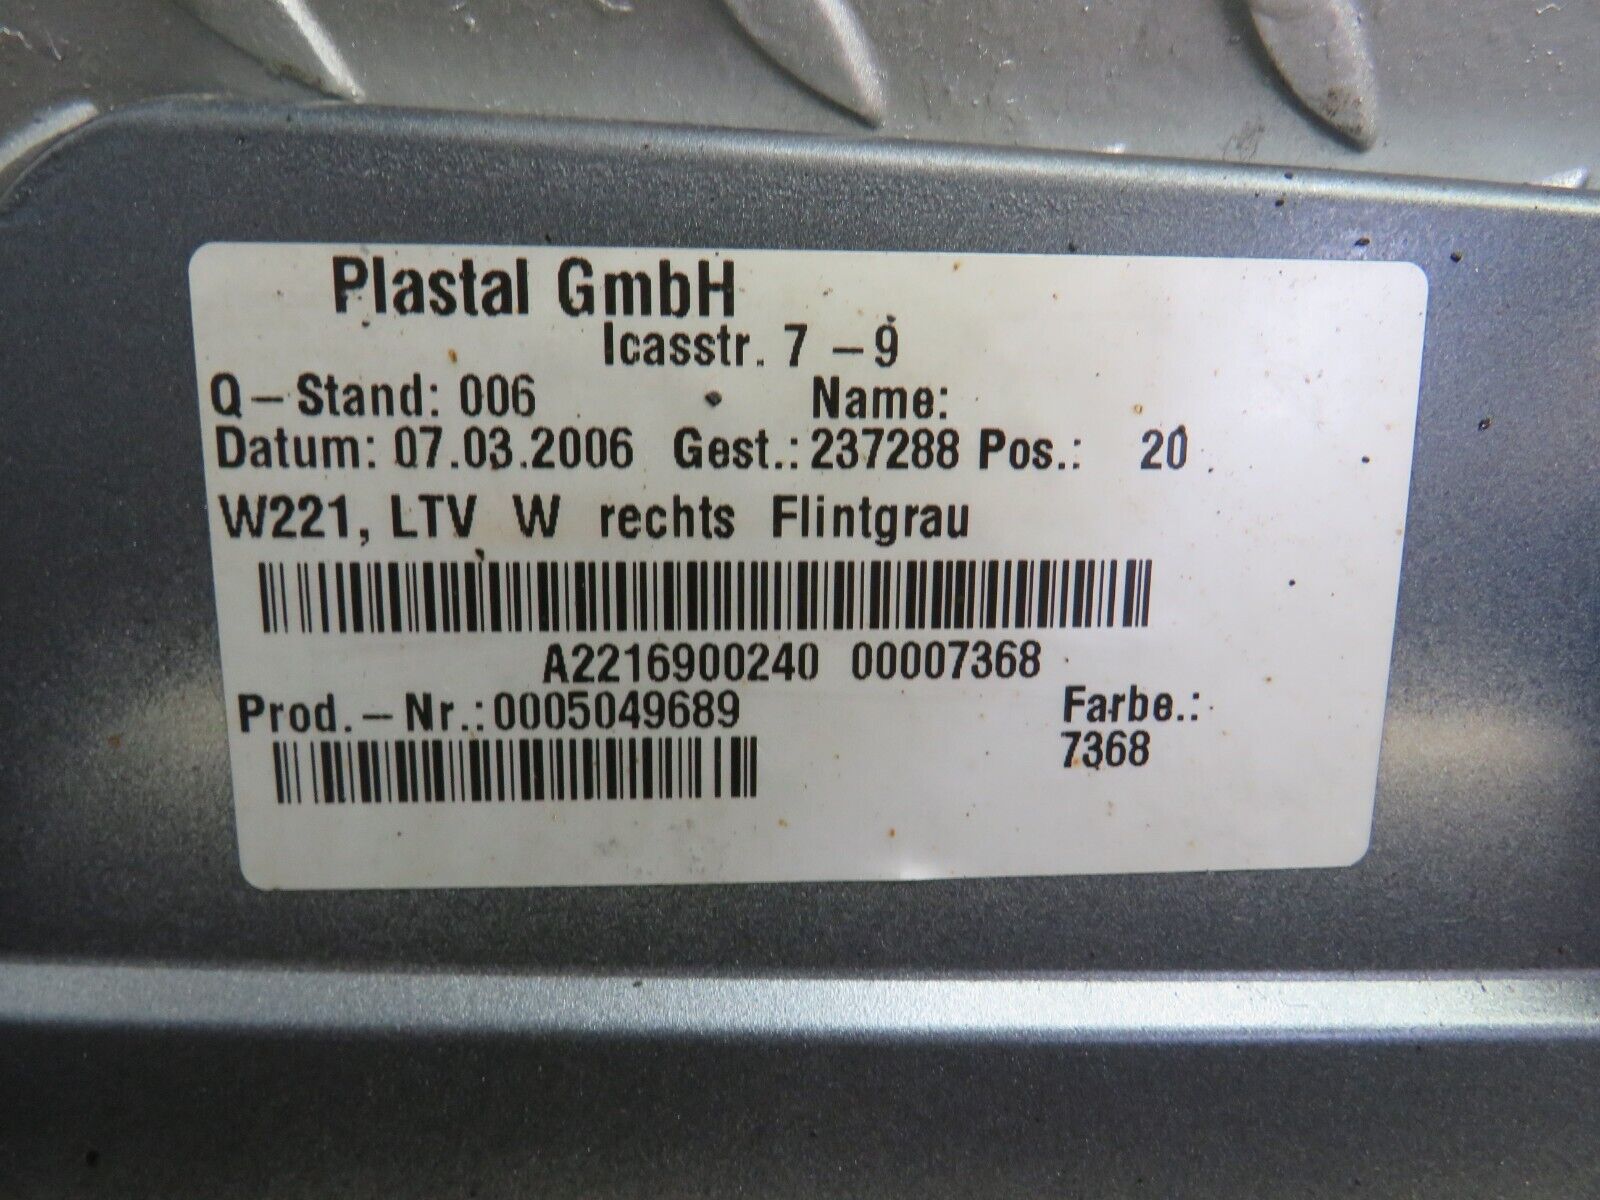 Plastal GmbH
Icasstr. 7 –9
Q–Stand: 006 Name:
Datum: 07.03.2006 Gest.: 237288 Pos.: 20
W221, LTV W rechts Flintgrau
A2216900240 00007368
Prod.–Nr.:0005049689 Farbe.:
7368